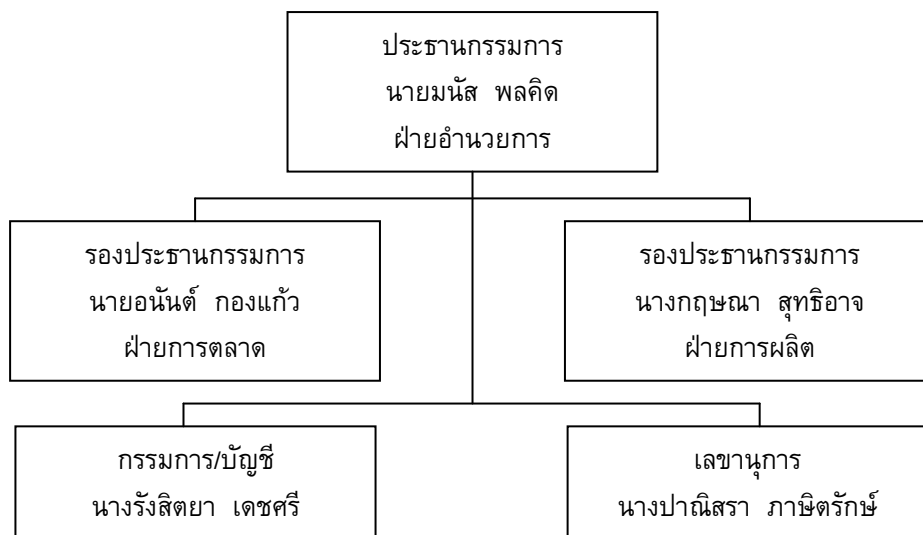 ประธานกรรมการ
นายมนัส พลคิด
ฝ่ายอำนวยการ
รองประธานกรรมการ
นายอนันต์ กองแก้ว
ฝ่ายการตลาด
รองประธานกรรมการ
นางกฤษณา สุทธิอาจ
ฝ่ายการผลิต
กรรมการ/บัญชี
นางรังสิตยา เดชศรี
เลขานุการ
นางปาณิสรา ภาษิตรักษ์